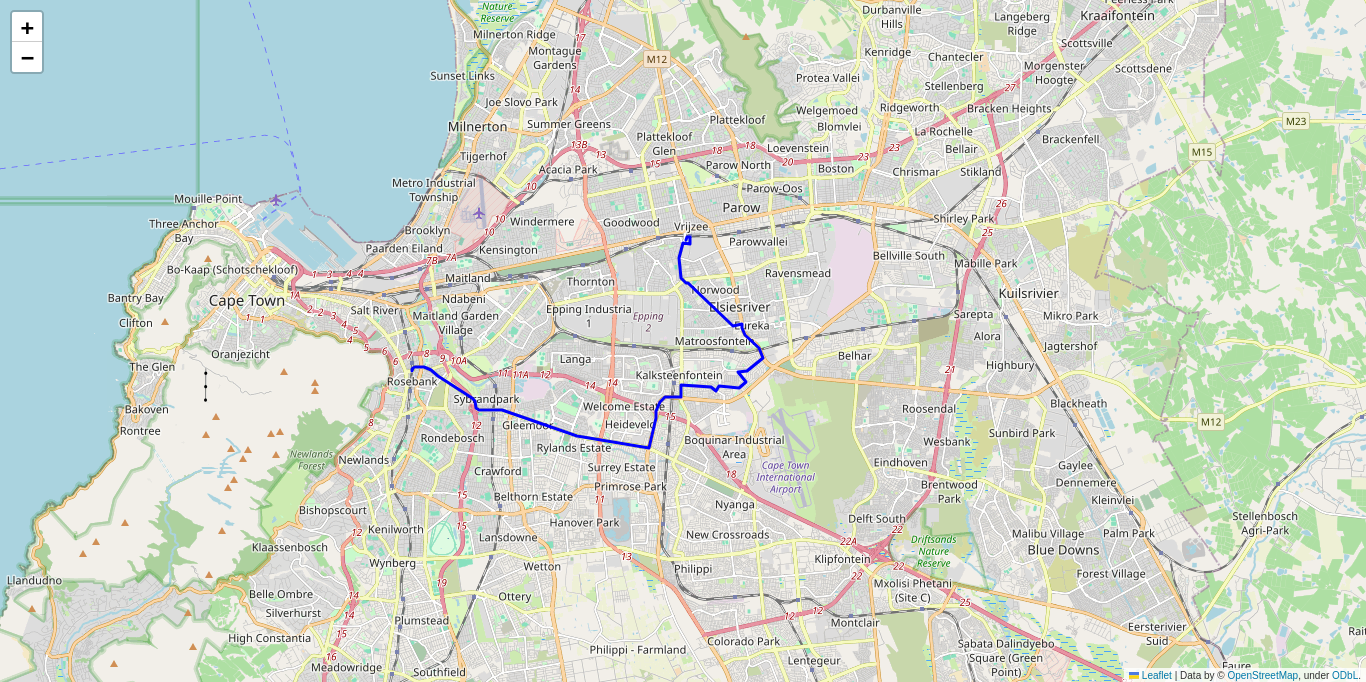 +
−
Nature
Reserve
Milnerton Ridge
Montague
Gardens
Sunset Links
Joe Slovo Park
Summer Greens
Milnerton
Tijgerhof
Acacia Park
Metro Industrial
Township
Brooklyn
Paarden Eiland
Windermere
Kensington
Goodwood
Vrijzee
Parow
Parow North
Parow-Oos
Plattekloof
Glen
Plattekloof
M12
Durbanville
Hills
Kenridge
Protea Vallei
Welgemoed
Blomvlei
Loevenstein
Boston
Chantecler
Stellenberg
Ridgeworth
La Rochelle
Bellair
Chrismar
Stikland
Langeberg
Ridge
Kraaifontein
Peerless Park
Scottsville
Morgenster
Hoogte
Scottsdene
Bracken Heights
Brackenfell
M23
M15
Mouille Point
Three Anchor
Bay
Bo-Kaap (Schotschekloof)
Bantry Bay
Cape Town
Clifton
The Glen
Oranjezicht
Bakoven
Rontree
Salt River
Maitland
Ndabeni
Maitland Garden
Village
Thornton
Epping Industria
1
Epping
2
Norwood
Elsiesriver
Eureka
Matroosfontein
Parowvallei
Ravensmead
Bellville South
Shirley Park
Mabille Park
Kuilsrivier
Mikro Park
Sarepta
Alora
Jagtershof
Highbury
Langa
Kalksteenfontein
Belhar
Rosebank
Sybrandpark
Welcome Estate
Gleemoor
Heideveld
Rondebosch
Rylands Estate
Newlands
Newlands
Forest
Crawford
Surrey Estate
Primrose Park
Boquinar Industrial
Area
Cape Town
International
Airport
Roosendal
Blackheath
M12
Wesbank
Sunbird Park
Eindhoven
Gaylee
Dennemere
Brentwood
Park
Kleinvlei
Bishopscourt
Belthorn Estate
Hanover Park
Nyanga
New Crossroads
Delft South
Driftsands
Nature
Reserve
Malibu Village
Palm Park
Blue Downs
Stellenbosch
Agri-Park
Kenilworth
Lansdowne
Klaassenbosch
Wynberg
Wetton
Philippi
Klipfontein
Forest Village
Llandudno
Belle Ombre
Silverhurst
Ottery
Mxolisi Phetani
(Site C)
Plumstead
Montclair
Eersterivier
Suid
High Constantia
Meadowridge
Southfield
Philippi - Farmland
Colorado Park
Lentegeur
Sabata Dalindyebo
Square (Green
Point)
Faure
Leaflet | Data by © OpenStreetMap, under ODbL.